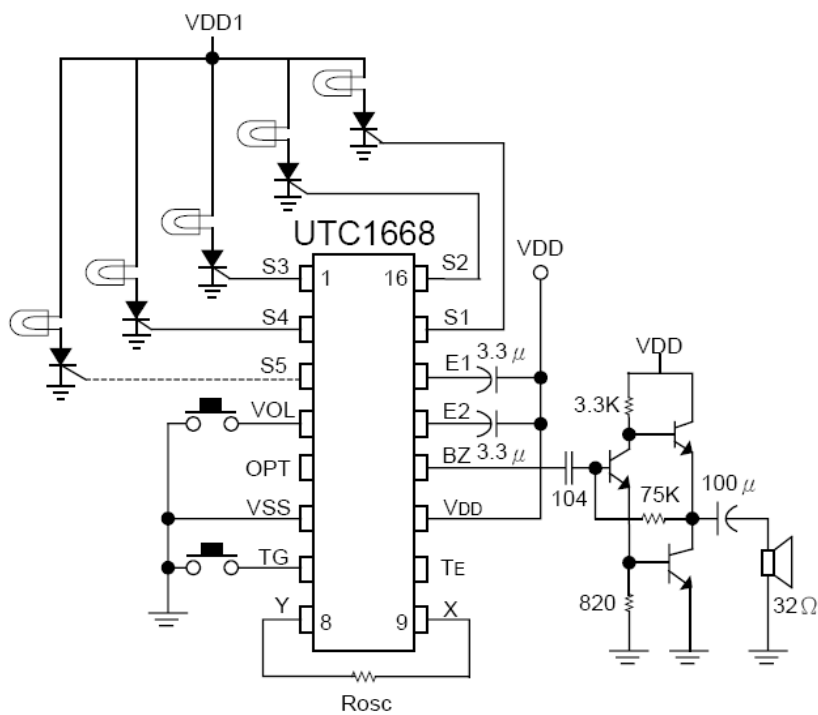 VDD1
UTC1668
VDD
S3
1
16
S2
S4
S1
VDD
S5
E1
3.3μ
3.3K
VOL
E2
3.3μ
OPT
BZ
104
75K
100μ
VSS
VDD
TG
TE
820
32Ω
Y
8
9
X
Rosc